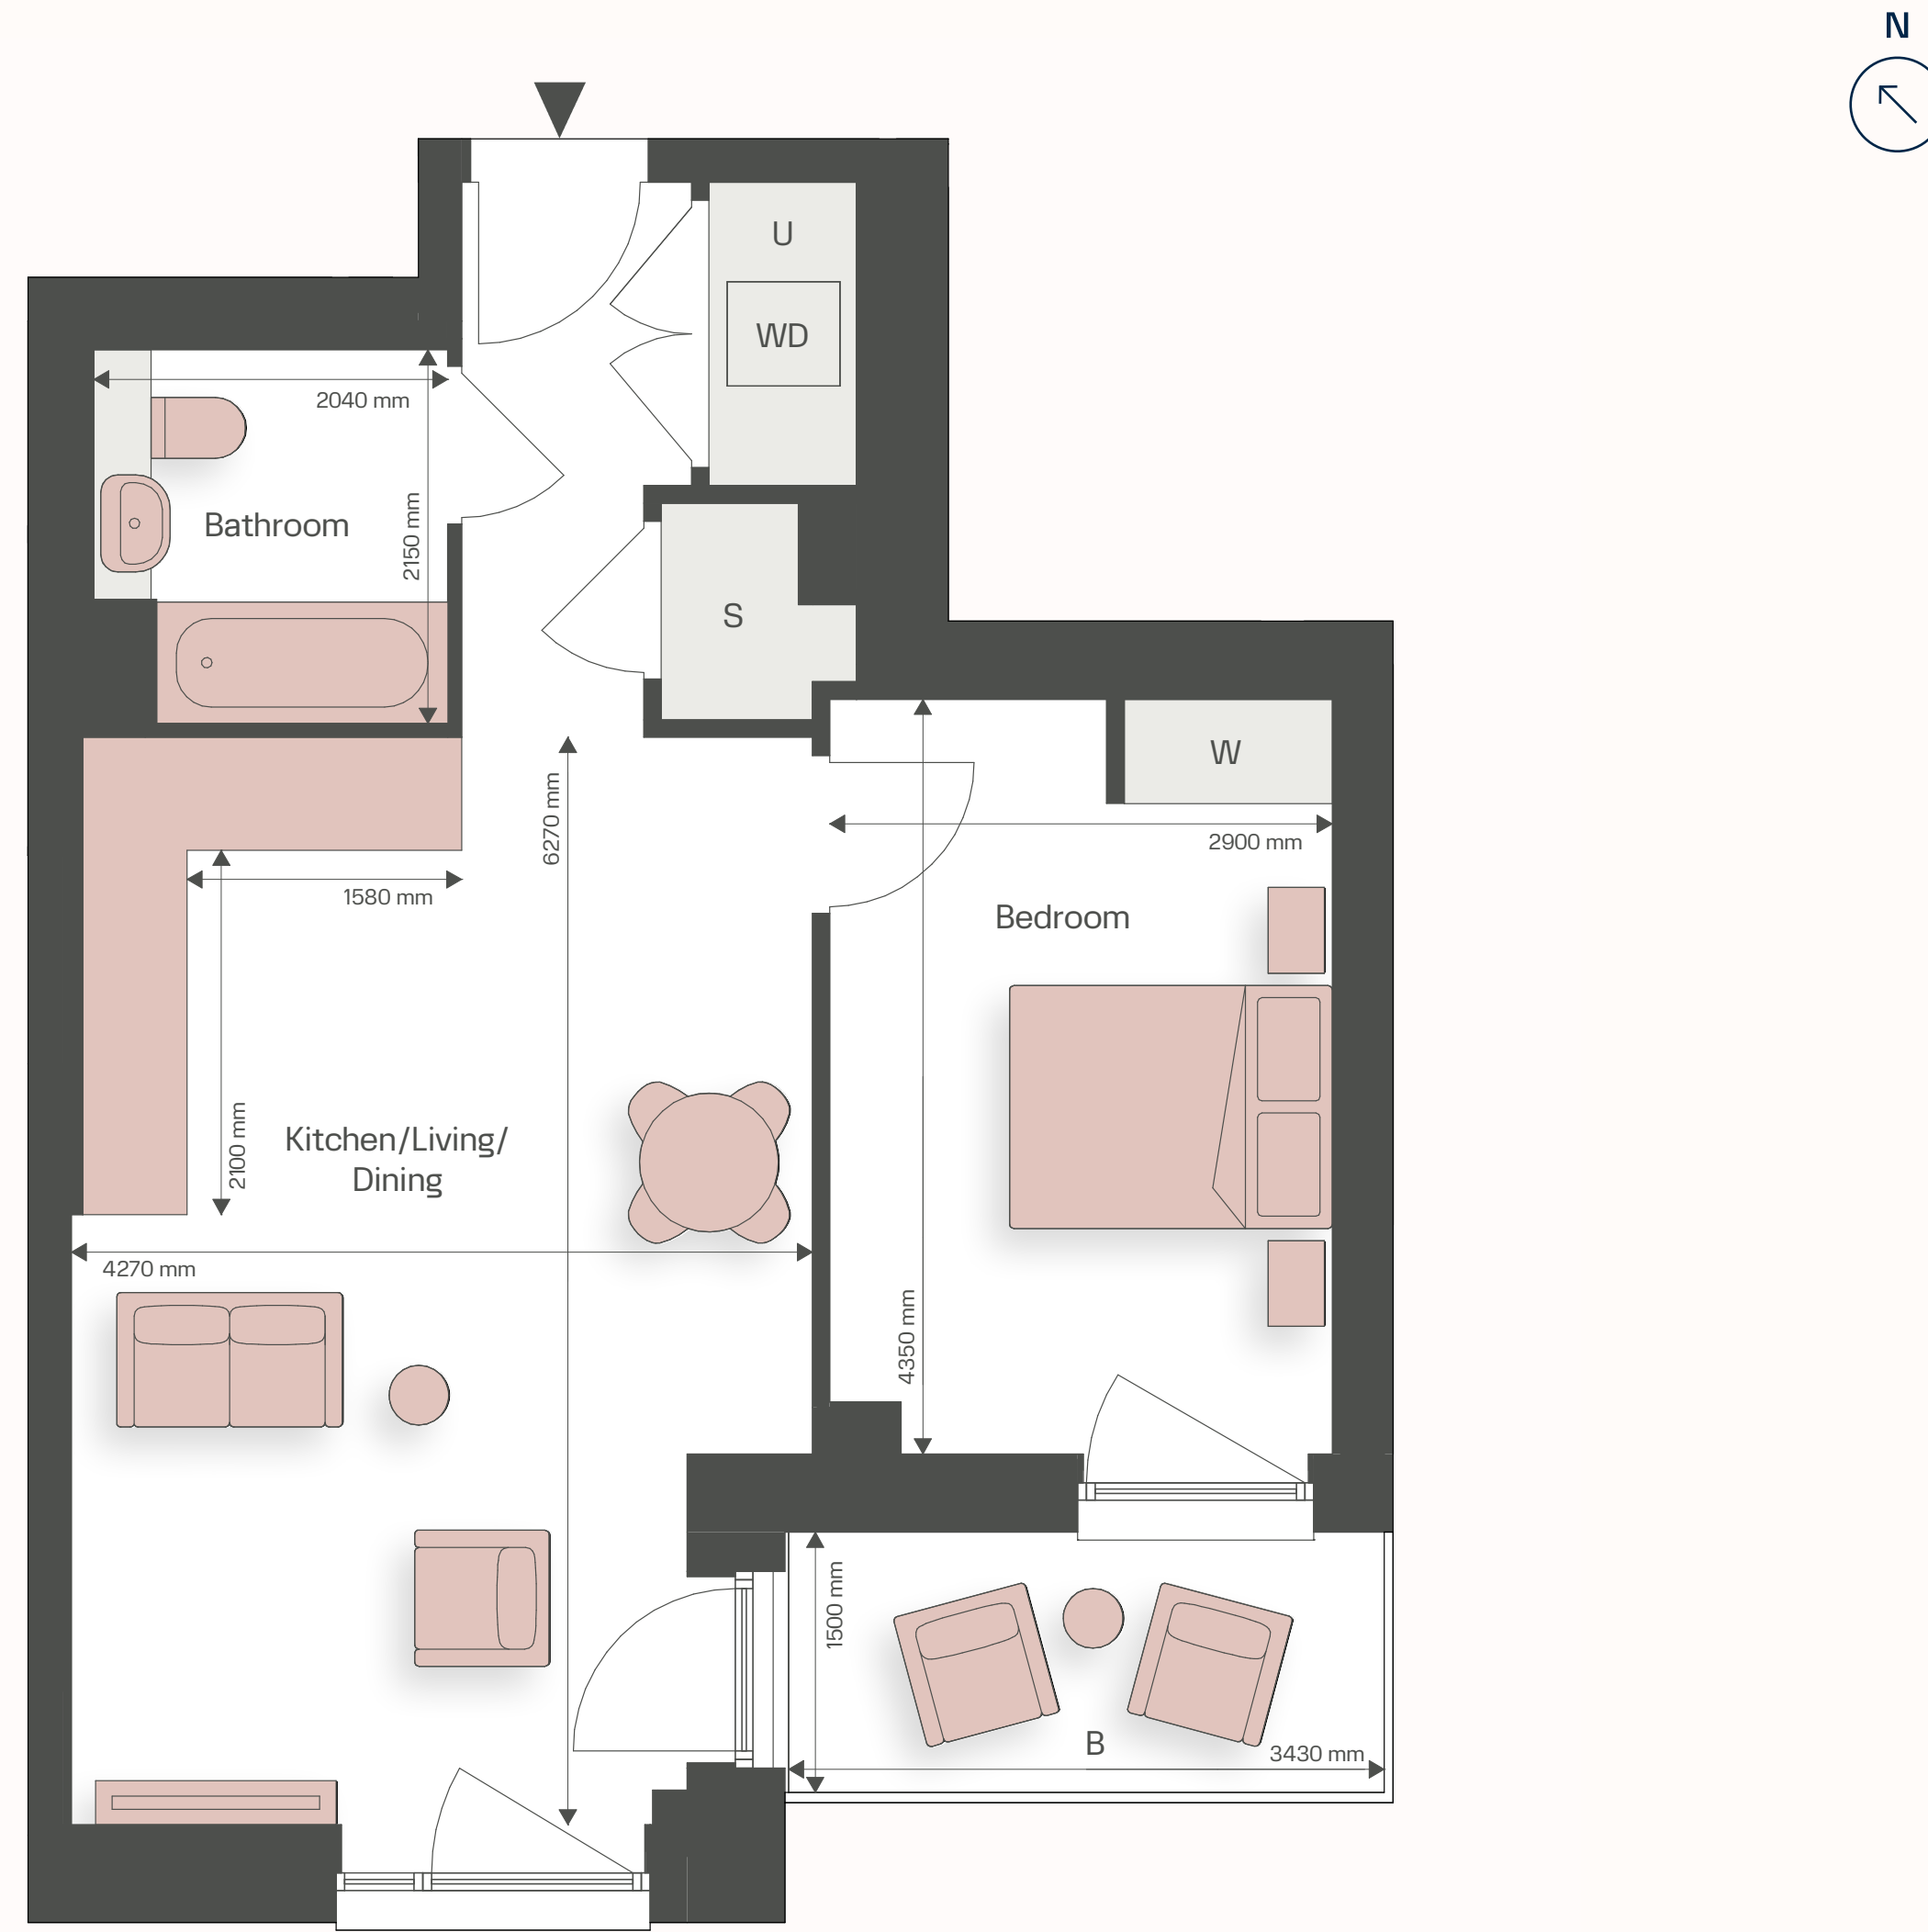 N
U
WD
2040 mm
2150 mm
Bathroom
S
W
6270 mm
2900 mm
1580 mm
Bedroom
2100 mm
Kitchen/Living/
Dining
4270 mm
4350 mm
1500 mm
B
3430 mm